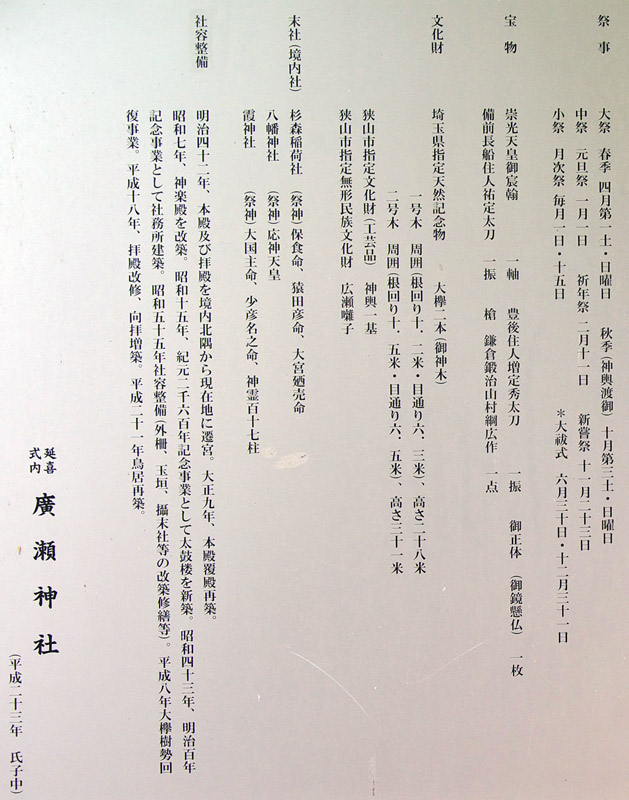 祭事　大祭　春季　四月第一土・日曜日　秋季（神輿渡御）十月第三土・日曜日
中祭　元旦祭　一月一日　祈年祭　二月十一日　新嘗祭　十一月二十三日
小祭　月次祭　毎月一日・十五日　＊大祓式　六月三十日・十二月三十一日
宝物　崇光天皇御宸翰　一軸　豊後住人増定秀太刀　一振　御正体（御鏡懸仏）　一枚
備前長船住人祐定太刀　一振　槍　鎌倉鍛治山村綱広作　一点
文化財　埼玉県指定天然記念物　大欅二本（御神木）
一号木　周囲（根回り十．二米・目通り六、三米）、高さ二十八米
二号木　周囲（根回り十．五米・目通り六、五米）、高さ三十一米
狭山市指定文化財（工芸品）　神輿一基
狭山市指定無形民族文化財　広瀬囃子
末社（境内社）　杉森稲荷社　（祭神）保食命、猿田彦命、大宮廼売命
八幡神社　（祭神）応神天皇
霞神社　（祭神）大国主命、少彦名之命、神霊百十七柱
社容整備　明治四十二年、本殿及び拝殿を境内北隅から現在地に遷宮。大正九年、本殿覆殿再築。
昭和七年、神楽殿を改築。昭和十五年、紀元二千六百年記念事業として太鼓楼を新築。昭和四十三年、明治百年
記念事業として社務所建築。昭和五十五年社容整備（外柵、玉垣、攝末社等の改築修繕等）。平成八年大欅樹勢回
復事業。平成十八年、拝殿改修、向拝増築。平成二十一年鳥居再築。
延喜式内　廣瀬神社
（平成二十三年　氏子中）